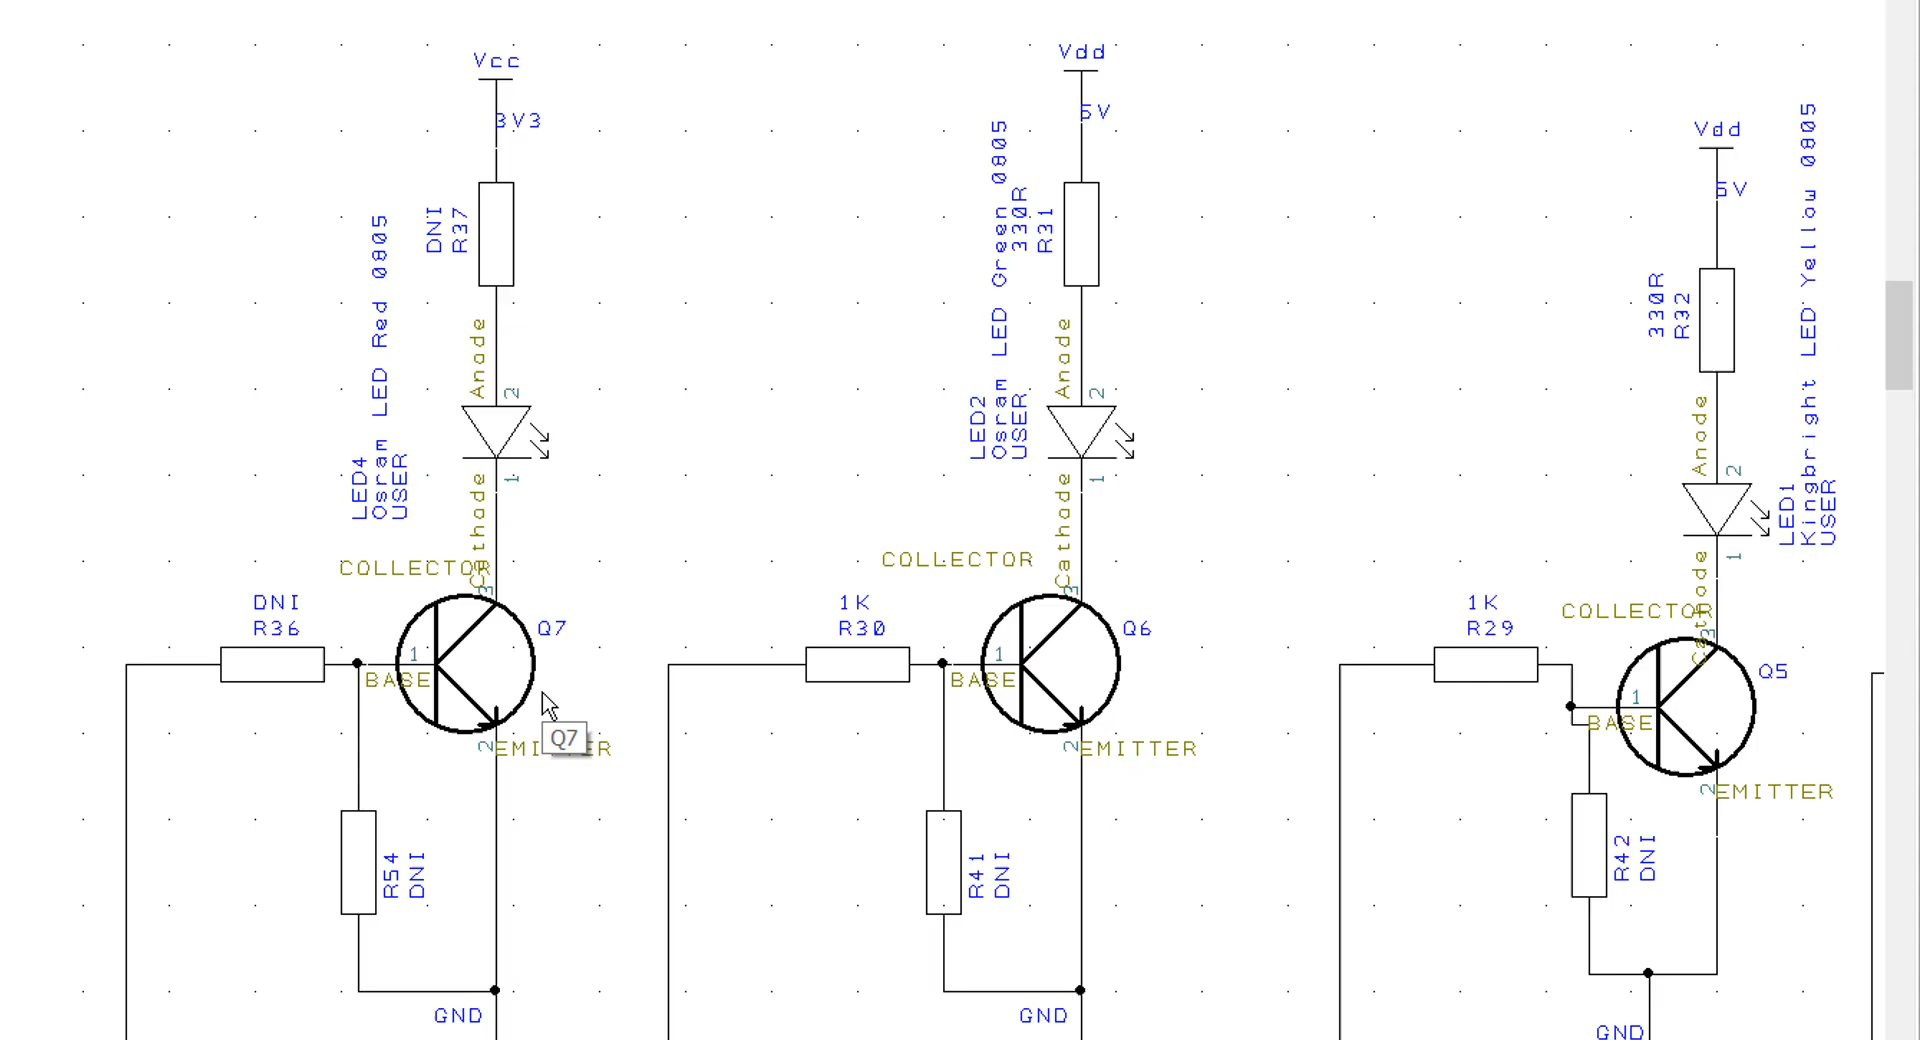 Vcc
3V3
DNI
R37
Osram LED Red 0805
LED4
USER
Anode
2
1
Cathode
COLLECTOR
3
DNI
R36
Q7
1
BASE
2
EMITTER
Q7
R54
DNI
GND
Vdd
5V
330R
R31
Osram LED Green 0805
LED2
USER
Anode
2
1
Cathode
COLLECTOR
3
1K
R30
Q6
1
BASE
2
EMITTER
R41
DNI
GND
Vdd
5V
330R
R32
Kingbright LED Yellow 0805
LED1
USER
Anode
2
1
Cathode
COLLECTOR
3
1K
R29
Q5
1
BASE
2
EMITTER
R42
DNI
GND